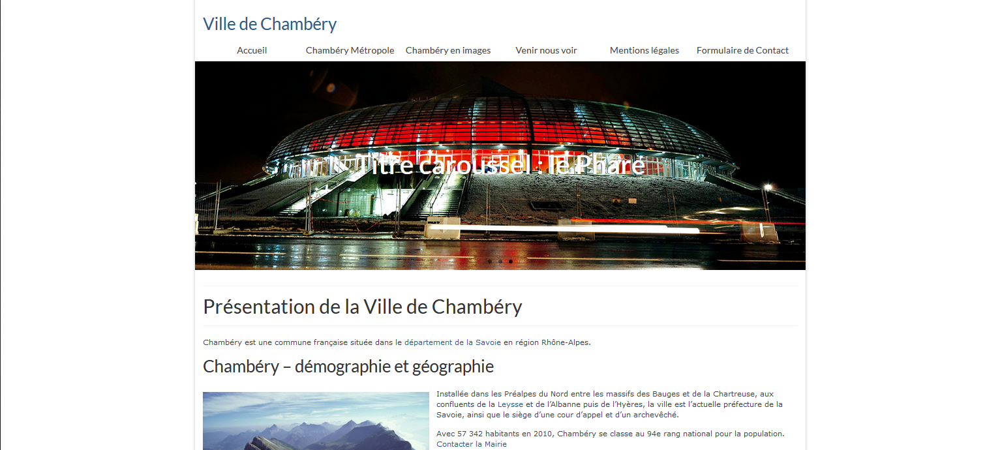 Ville de Chambéry
Accueil Chambéry Métropole Chambéry en images Venir nous voir Mentions légales Formulaire de Contact
Titre caroussel : le Phare
Présentation de la Ville de Chambéry
Chambéry est une commune française située dans le département de la Savoie en région Rhône-Alpes.
Chambéry – démographie et géographie
Installée dans les Préalpes du Nord entre les massifs des Bauges et de la Chartreuse, aux
confluents de la Leysse et de l’Albanne puis de l’Hyères, la ville est l’actuelle préfecture de la
Savoie, ainsi que le siège d’une cour d’appel et d’un archevêché.
Avec 57 342 habitants en 2010, Chambéry se classe au 94e rang national pour la population.
Contacter la Mairie